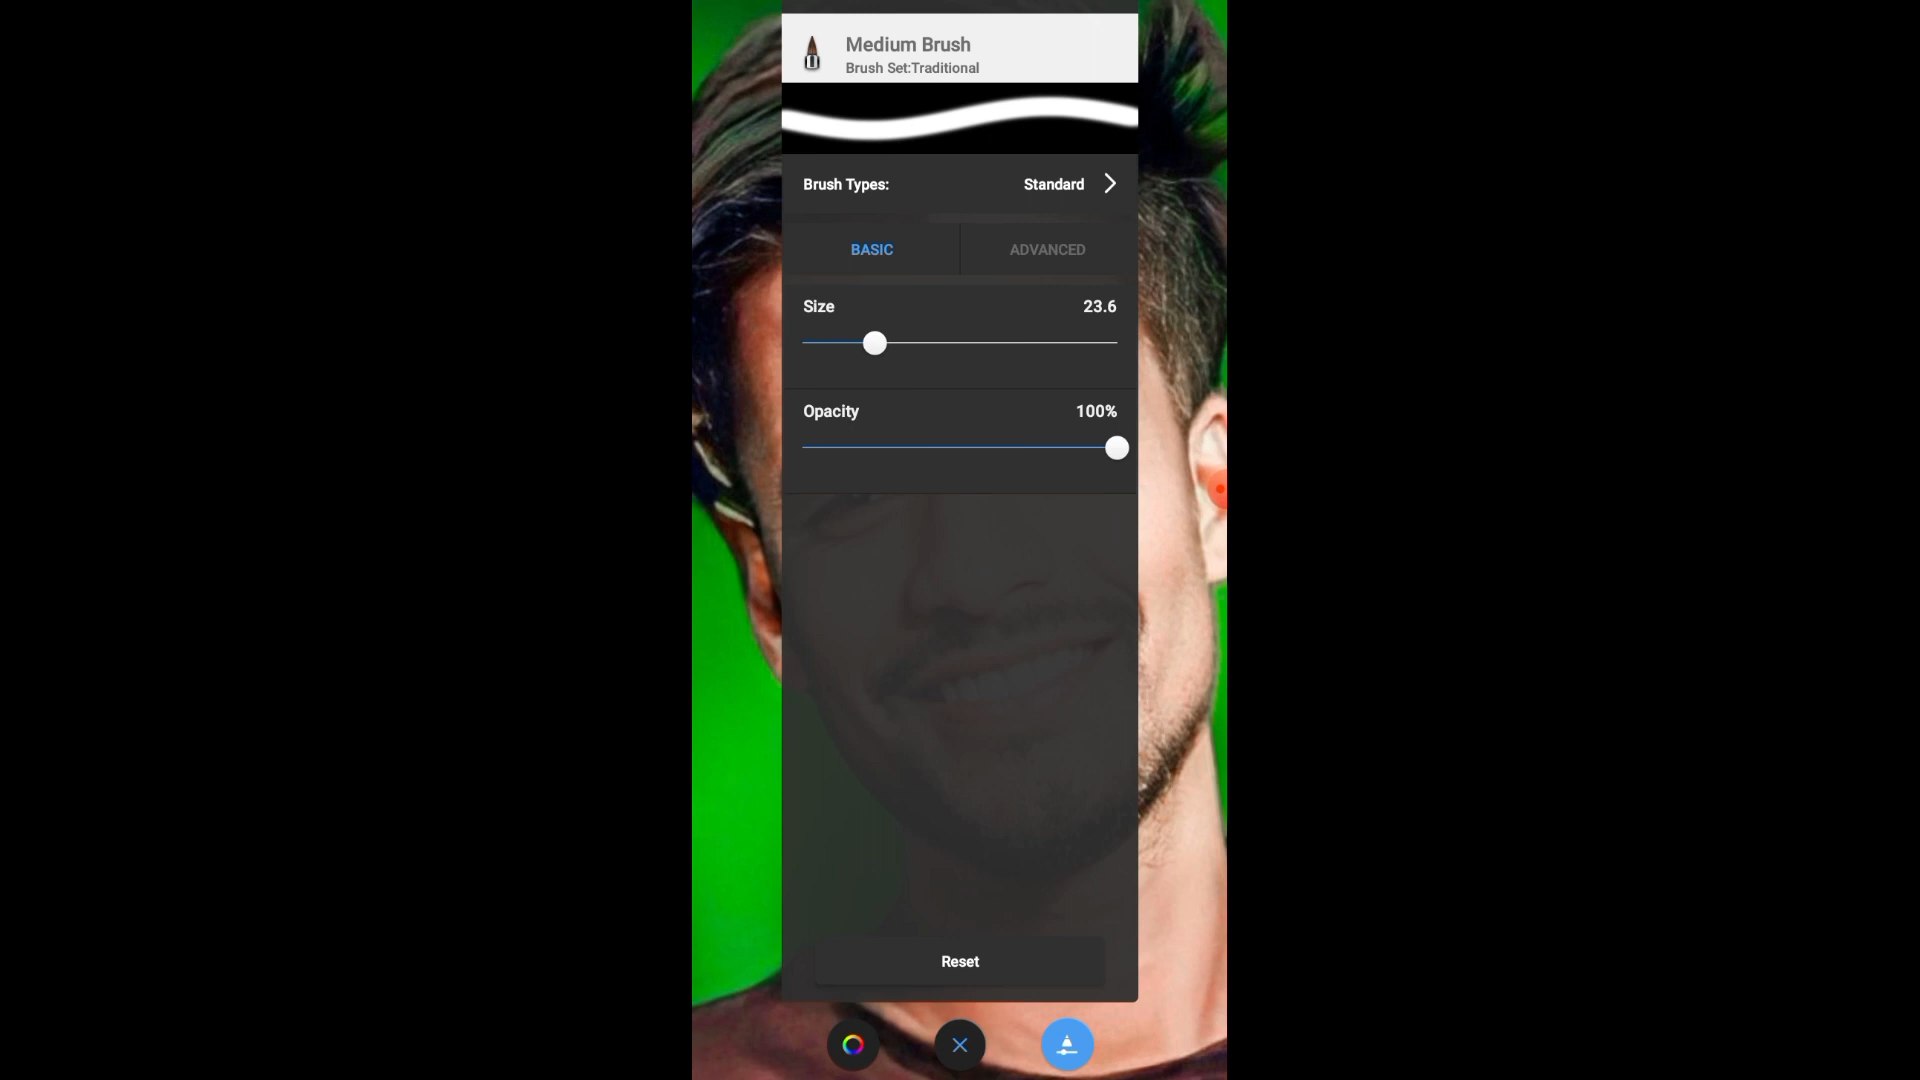 Medium Brush
Brush Set:Traditional
Brush Types:
Standard
BASIC
ADVANCED
Size
23.6
Opacity
100%
Reset